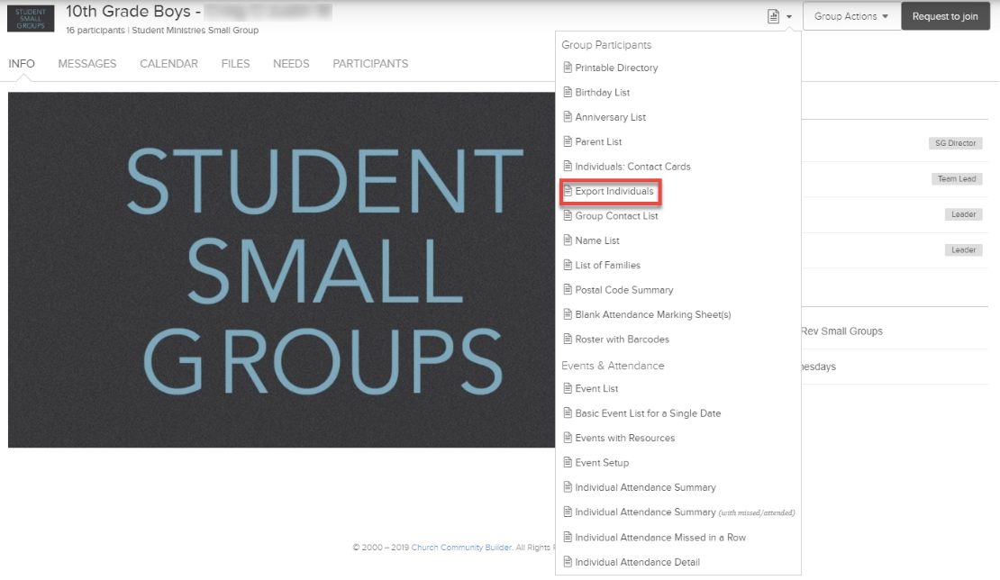 STUDENT
SMALL
GROUPS
10th Grade Boys -
16 participants | Student Ministries Small Group
Group Actions
Request to join
INFO MESSAGES CALENDAR FILES NEEDS PARTICIPANTS
STUDENT
SMALL
GROUPS
Group Participants
Printable Directory
Birthday List
Anniversary List
Parent List
Individuals: Contact Cards
Export Individuals
Group Contact List
Name List
List of Families
Postal Code Summary
Blank Attendance Marking Sheet(s)
Roster with Barcodes
Events & Attendance
Event List
Basic Event List for a Single Date
Events with Resources
Event Setup
Individual Attendance Summary
Individual Attendance Summary (with missed/attended)
Individual Attendance Missed in a Row
Individual Attendance Detail
SG Director
Team Lead
Leader
Leader
Rev Small Groups
nesdays
© 2000 – 2019 Church Community Builder. All Rights